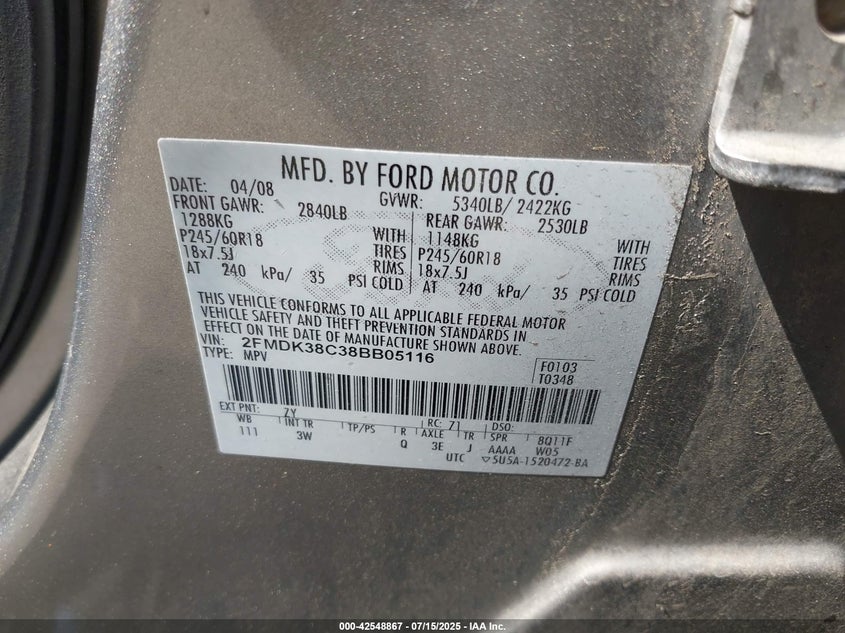 MFD. BY FORD MOTOR CO.
DATE: 04/08 GVWR: 5340LB/ 2422KG
FRONT GAWR: 2840LB REAR GAWR: 2530LB
1288KG WITH 1148KG WITH
P245/60R18 TIRES P245/60R18 TIRES
18x7.5J RIMS 18x7.5J RIMS
AT 240 kPa/ 35 PSI COLD AT 240 kPa/ 35 PSI COLD
THIS VEHICLE CONFORMS TO ALL APPLICABLE FEDERAL MOTOR
VEHICLE SAFETY AND THEFT PREVENTION STANDARDS IN
EFFECT ON THE DATE OF MANUFACTURE SHOWN ABOVE.
VIN: 2FMDK38C38BB05116
TYPE: MPV
F0103
T0348
EXT PNT: ZY RC: 71 DSO:
WB INT TR TP/PS R AXLE TR SPR 8Q11F
111 3W Q 3E J AAAA W05
UTC ▽5U5A-1520472-BA
000-42548867 / 07/15/2025 - IAA Inc.